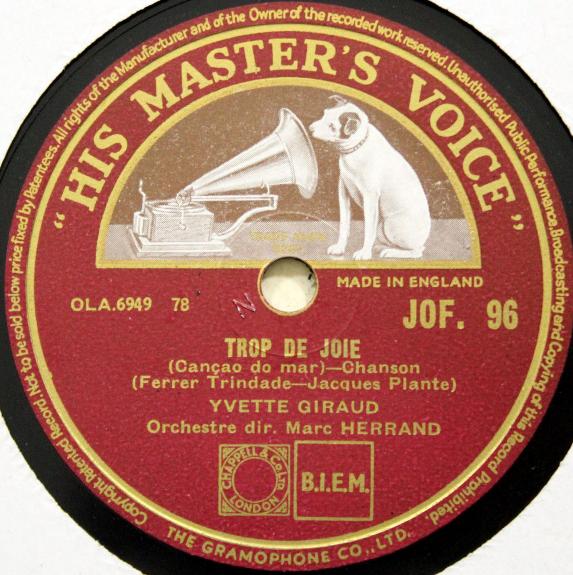 Copyright Patented Record. Not to be sold below price fixed by Patentees. All rights of the Manufacturer and of the Owner of the recorded work reserved. Unauthorised Public Performance, Broadcasting and Copying of this Record Prohibited.
"HIS MASTER'S VOICE"
MADE IN ENGLAND
OLA.6949 78
JOF. 96
N
TROP DE JOIE
(Cançao do mar)—Chanson
(Ferrer Trindade—Jacques Plante)
YVETTE GIRAUD
Orchestre dir. Marc HERRAND
CHAPPELL & CO LTD
LONDON
B.I.E.M.
THE GRAMOPHONE CO., LTD.